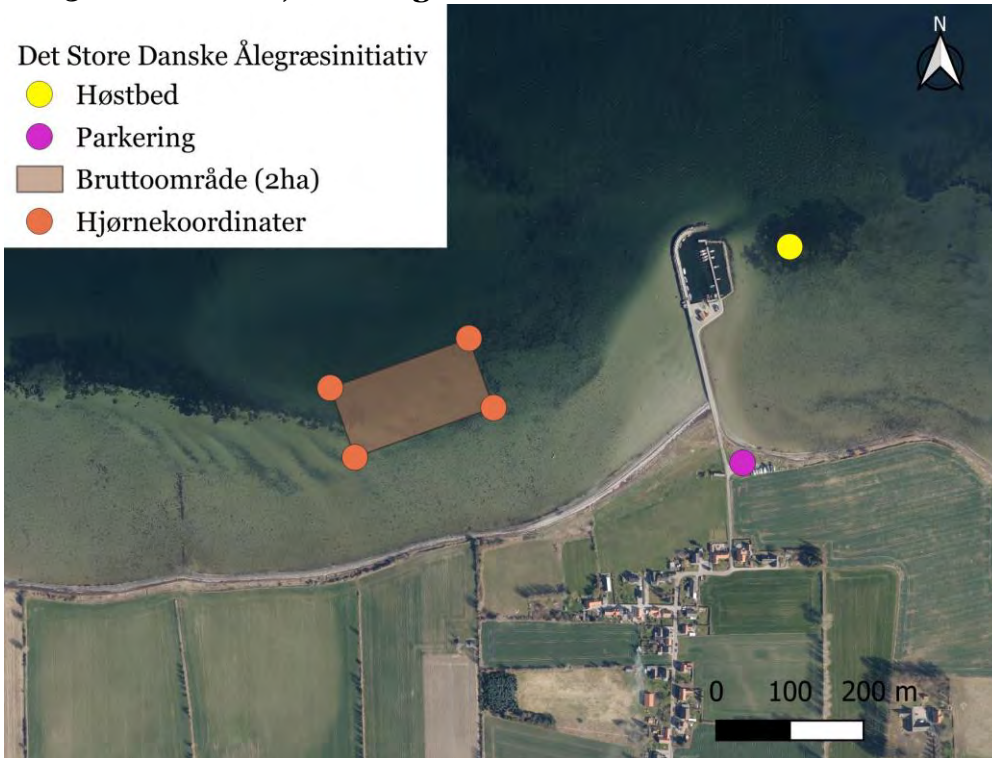 Det Store Danske Ålegræsinitiativ
Høstbed
Parkering
Bruttoområde (2ha)
Hjørnekoordinater
N
0 100 200 m